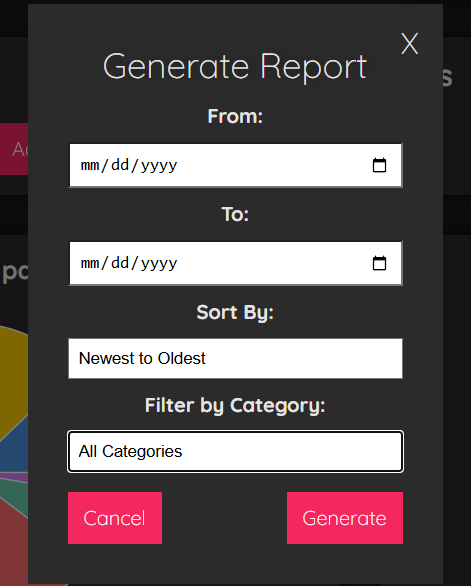 X
Generate Report
From:
mm/dd/yyyy
To:
mm/dd/yyyy
Sort By:
Newest to Oldest
Filter by Category:
All Categories
Cancel
Generate